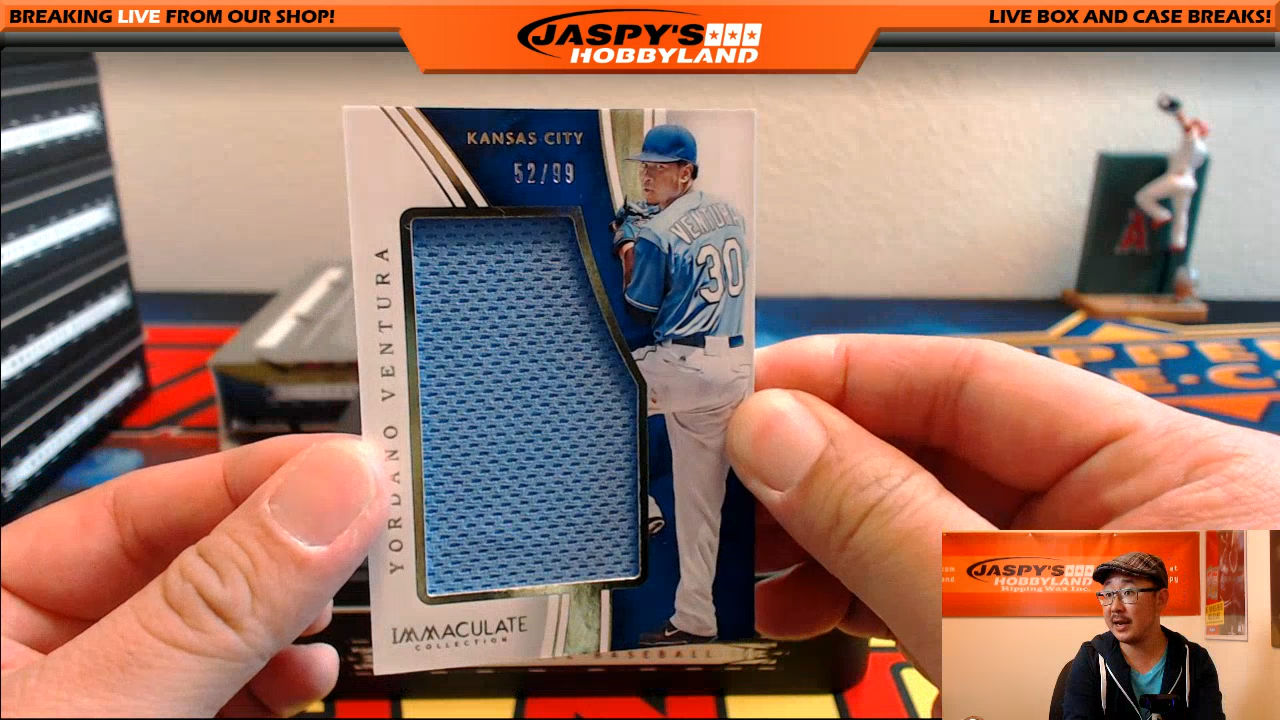 BREAKING LIVE FROM OUR SHOP!
JASPY'S
HOBBYLAND
LIVE BOX AND CASE BREAKS!
KANSAS CITY
52/99
VENTURA
30
YORDANO VENTURA
IMMACULATE
COLLECTION
BASEBALL
A
JASPY'S
HOBBYLAND
Ripping Wax Inc.